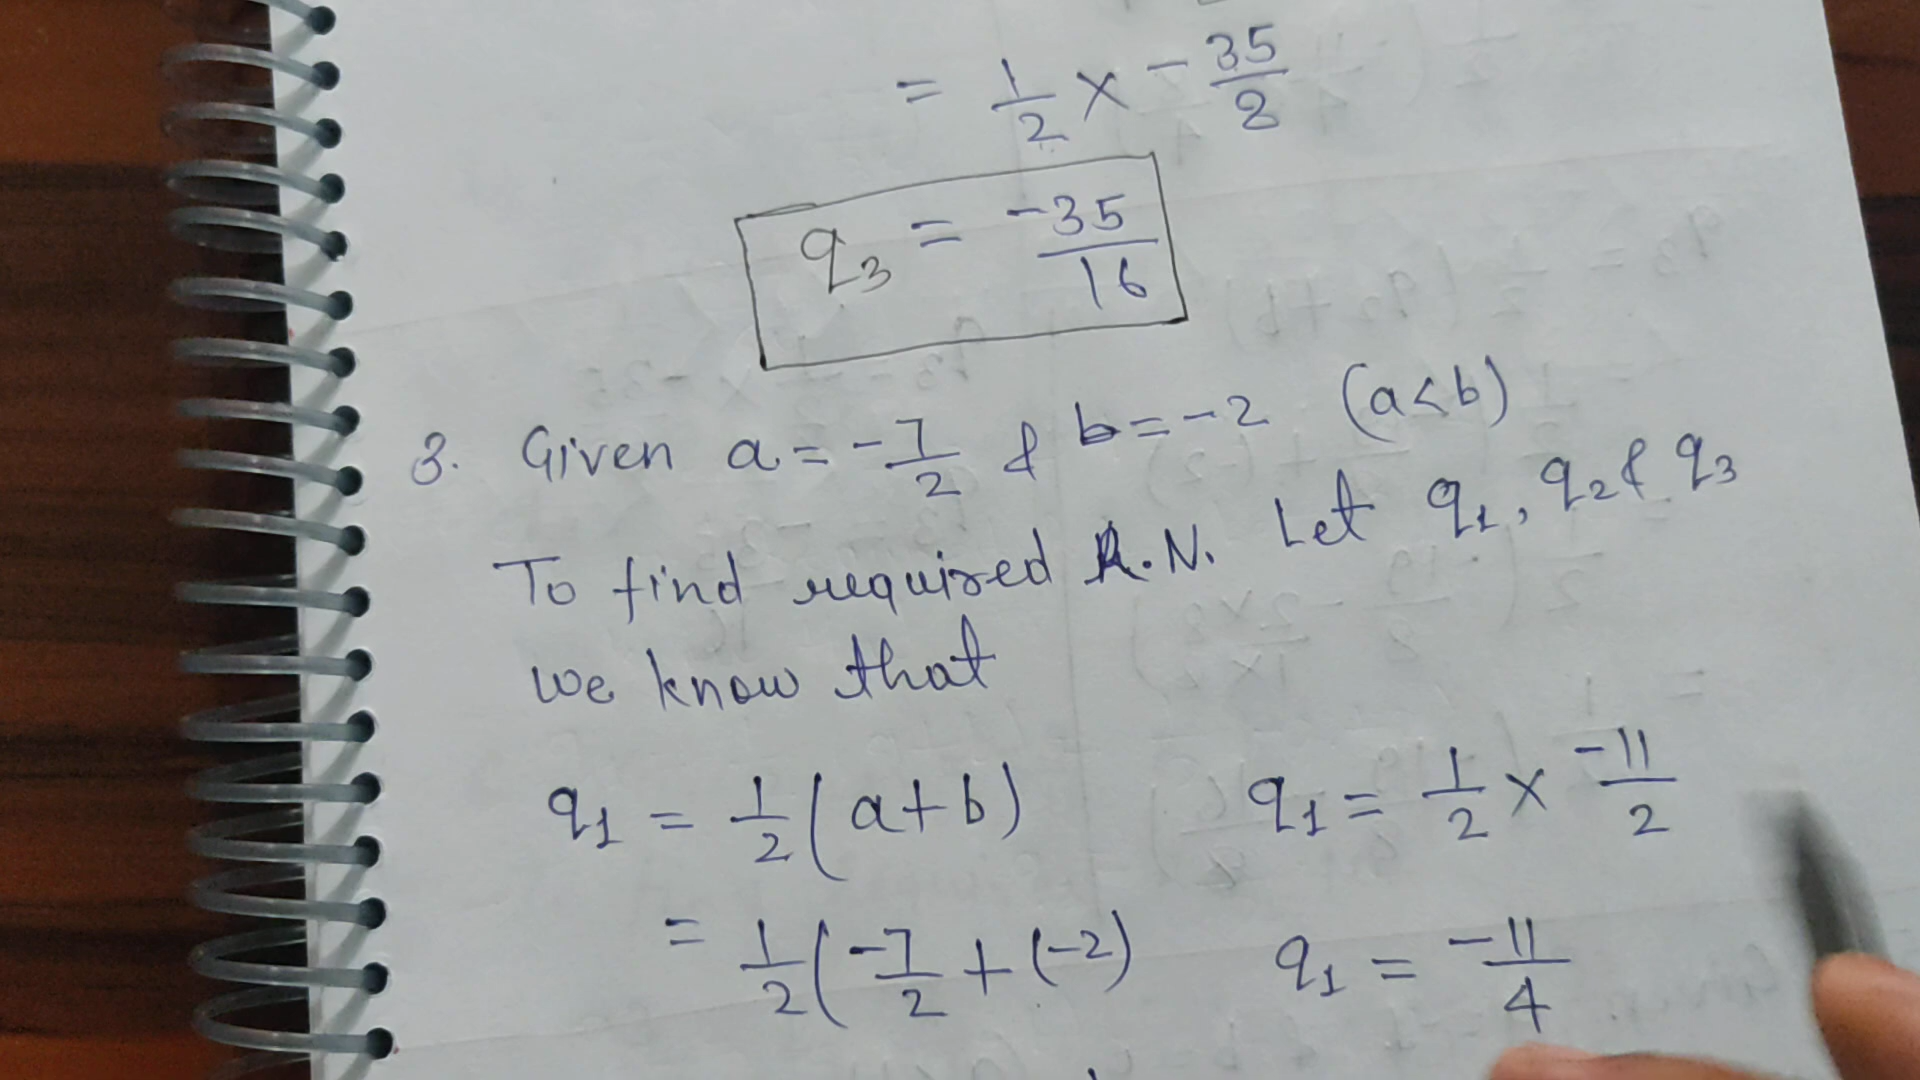 = 1/2 × -35/8
q3 = -35/16
3. Given a = -7/2 & b = -2 (a<b)
To find required R.N. Let q1, q2 & q3
we know that
q1 = 1/2 (a+b)
= 1/2 (-7/2 + (-2)
q1 = 1/2 × -11/2
q1 = -11/4